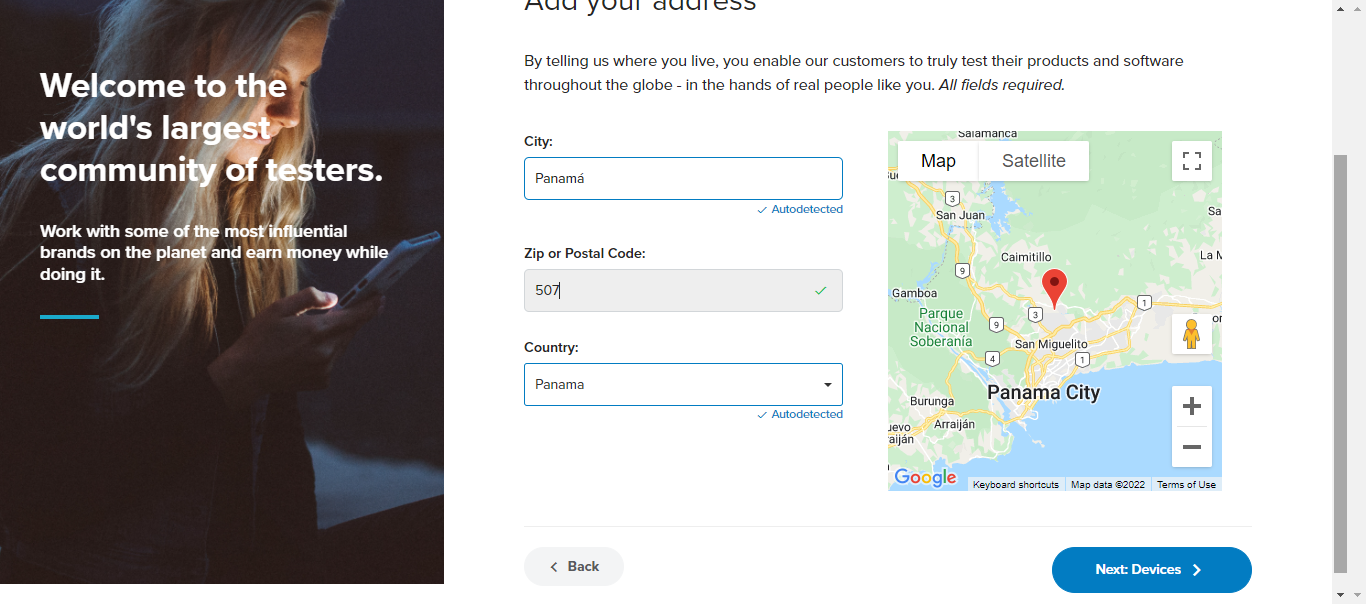 Add your address
Welcome to the
world's largest
community of testers.
Work with some of the most influential
brands on the planet and earn money while
doing it.
By telling us where you live, you enable our customers to truly test their products and software
throughout the globe - in the hands of real people like you. All fields required.
City:
Panamá
Autodetected
Zip or Postal Code:
507
Country:
Panama
Autodetected
Salamanca
Map
Satellite
3
San Juan
Caimitillo
9
Gamboa
1
3
Parque
Nacional
Soberanía
9
San Miguelito
4
1
Panama City
Burunga
Arraiján
Google
Keyboard shortcuts
Map data ©2022
Terms of Use
Back
Next: Devices